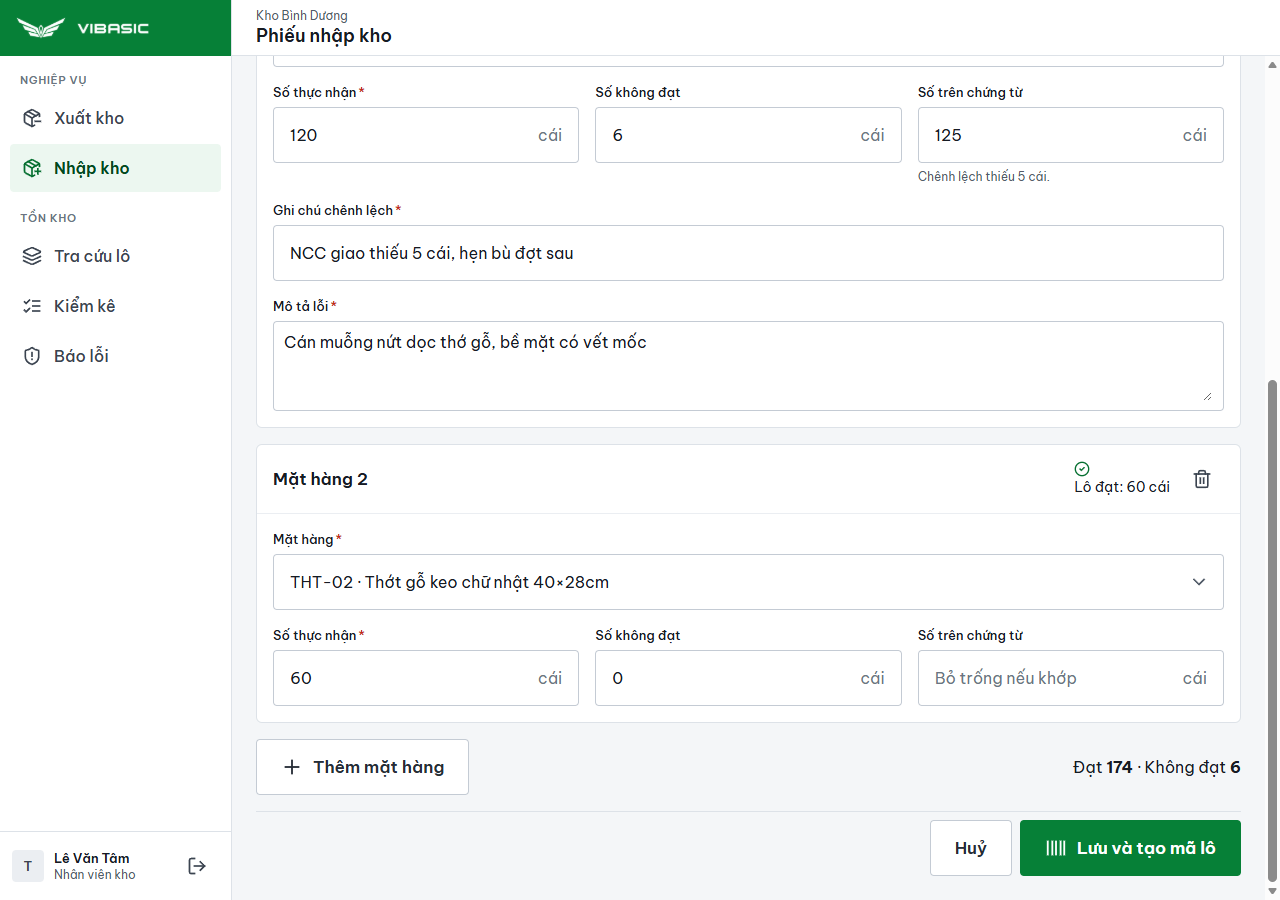 VIBASIC
Kho Bình Dương
Phiếu nhập kho
NGHIỆP VỤ
Xuất kho
Nhập kho
TỒN KHO
Tra cứu lô
Kiểm kê
Báo lỗi
Lê Văn Tâm
Nhân viên kho
T
Số thực nhận *
Số không đạt
Số trên chứng từ
120 cái
6 cái
125 cái
Chênh lệch thiếu 5 cái.
Ghi chú chênh lệch *
NCC giao thiếu 5 cái, hẹn bù đợt sau
Mô tả lỗi *
Cán muỗng nứt dọc thớ gỗ, bề mặt có vết mốc
Mặt hàng 2
Lô đạt: 60 cái
Mặt hàng *
THT-02 · Thớt gỗ keo chữ nhật 40×28cm
Số thực nhận *
Số không đạt
Số trên chứng từ
60 cái
0 cái
Bỏ trống nếu khớp cái
Thêm mặt hàng
Đạt 174 · Không đạt 6
Huỷ
Lưu và tạo mã lô